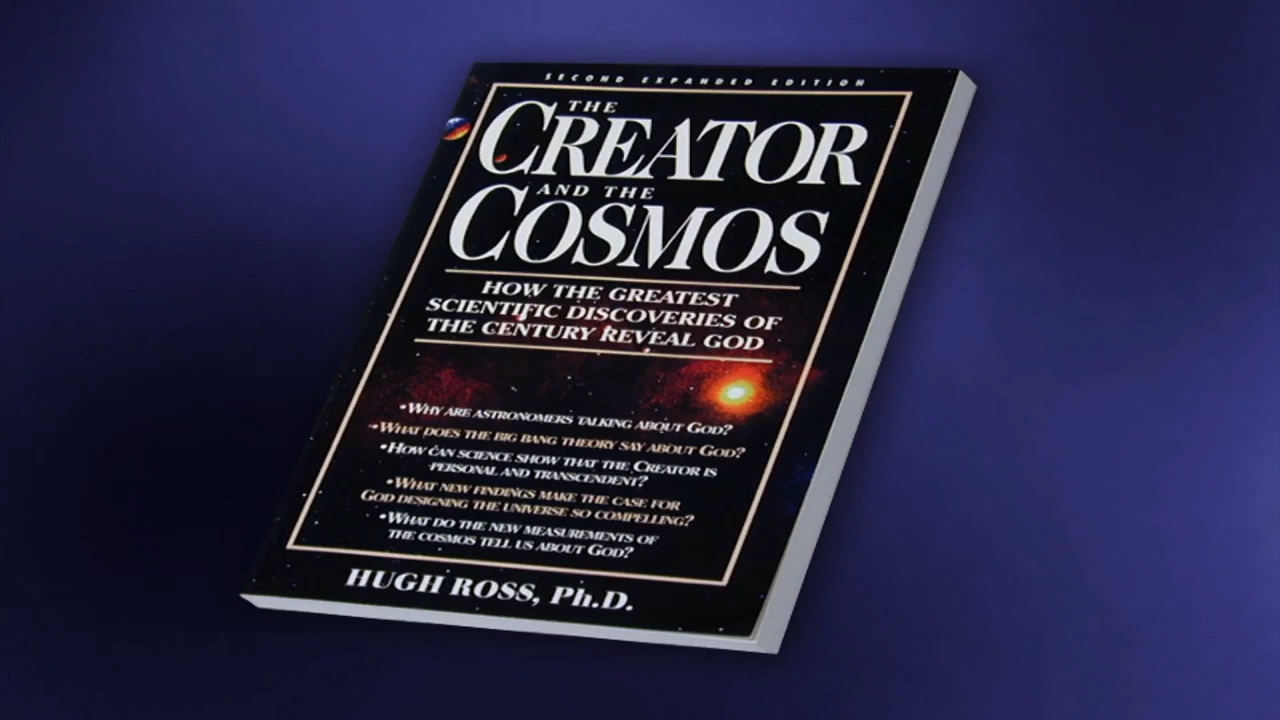 SECOND EXPANDED EDITION
THE
CREATOR
AND THE
COSMOS
HOW THE GREATEST
SCIENTIFIC DISCOVERIES OF
THE CENTURY REVEAL GOD
•WHY ARE ASTRONOMERS TALKING ABOUT GOD?
•WHAT DOES THE BIG BANG THEORY SAY ABOUT GOD?
•HOW CAN SCIENCE SHOW THAT THE CREATOR IS
PERSONAL AND TRANSCENDENT?
•WHAT NEW FINDINGS MAKE THE CASE FOR
GOD DESIGNING THE UNIVERSE SO COMPELLING?
•WHAT DO THE NEW MEASUREMENTS OF
THE COSMOS TELL US ABOUT GOD?
HUGH ROSS, Ph.D.